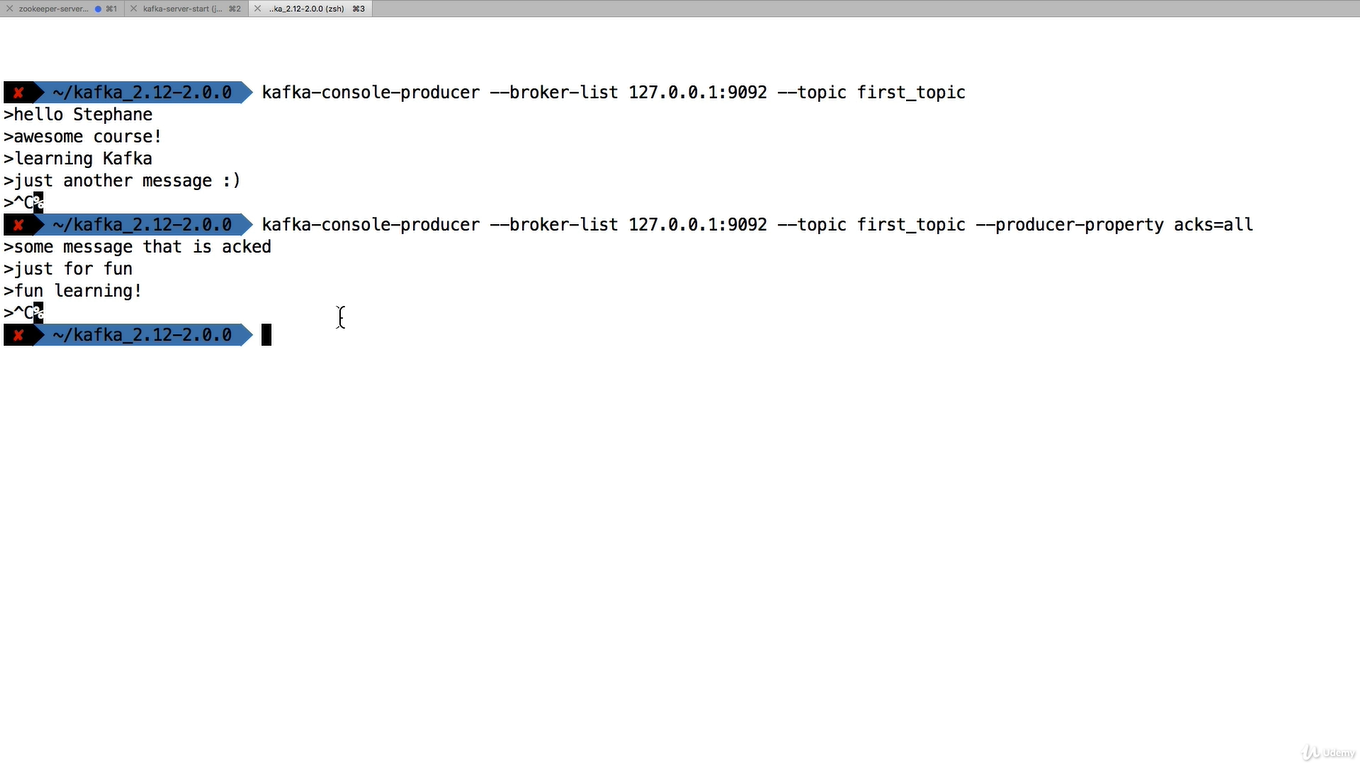 zookeeper-server... ⌘1 kafka-server-start (j... ⌘2 ..ka_2.12-2.0.0 (zsh) ⌘3
✘ ~/kafka_2.12-2.0.0 kafka-console-producer --broker-list 127.0.0.1:9092 --topic first_topic
>hello Stephane
>awesome course!
>learning Kafka
>just another message :)
>^C%
✘ ~/kafka_2.12-2.0.0 kafka-console-producer --broker-list 127.0.0.1:9092 --topic first_topic --producer-property acks=all
>some message that is acked
>just for fun
>fun learning!
>^C%
✘ ~/kafka_2.12-2.0.0
Udemy